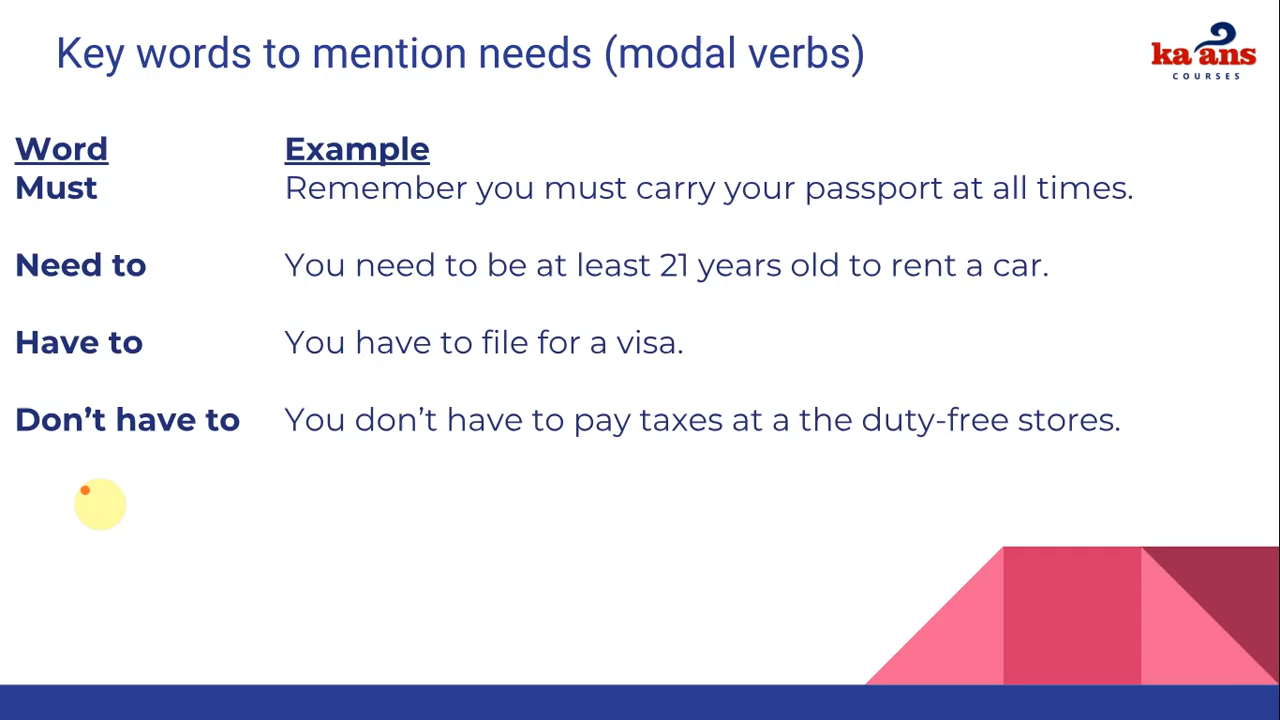 Key words to mention needs (modal verbs)
ka ans
COURSES
Word Example
Must Remember you must carry your passport at all times.
Need to You need to be at least 21 years old to rent a car.
Have to You have to file for a visa.
Don’t have to You don’t have to pay taxes at a the duty-free stores.